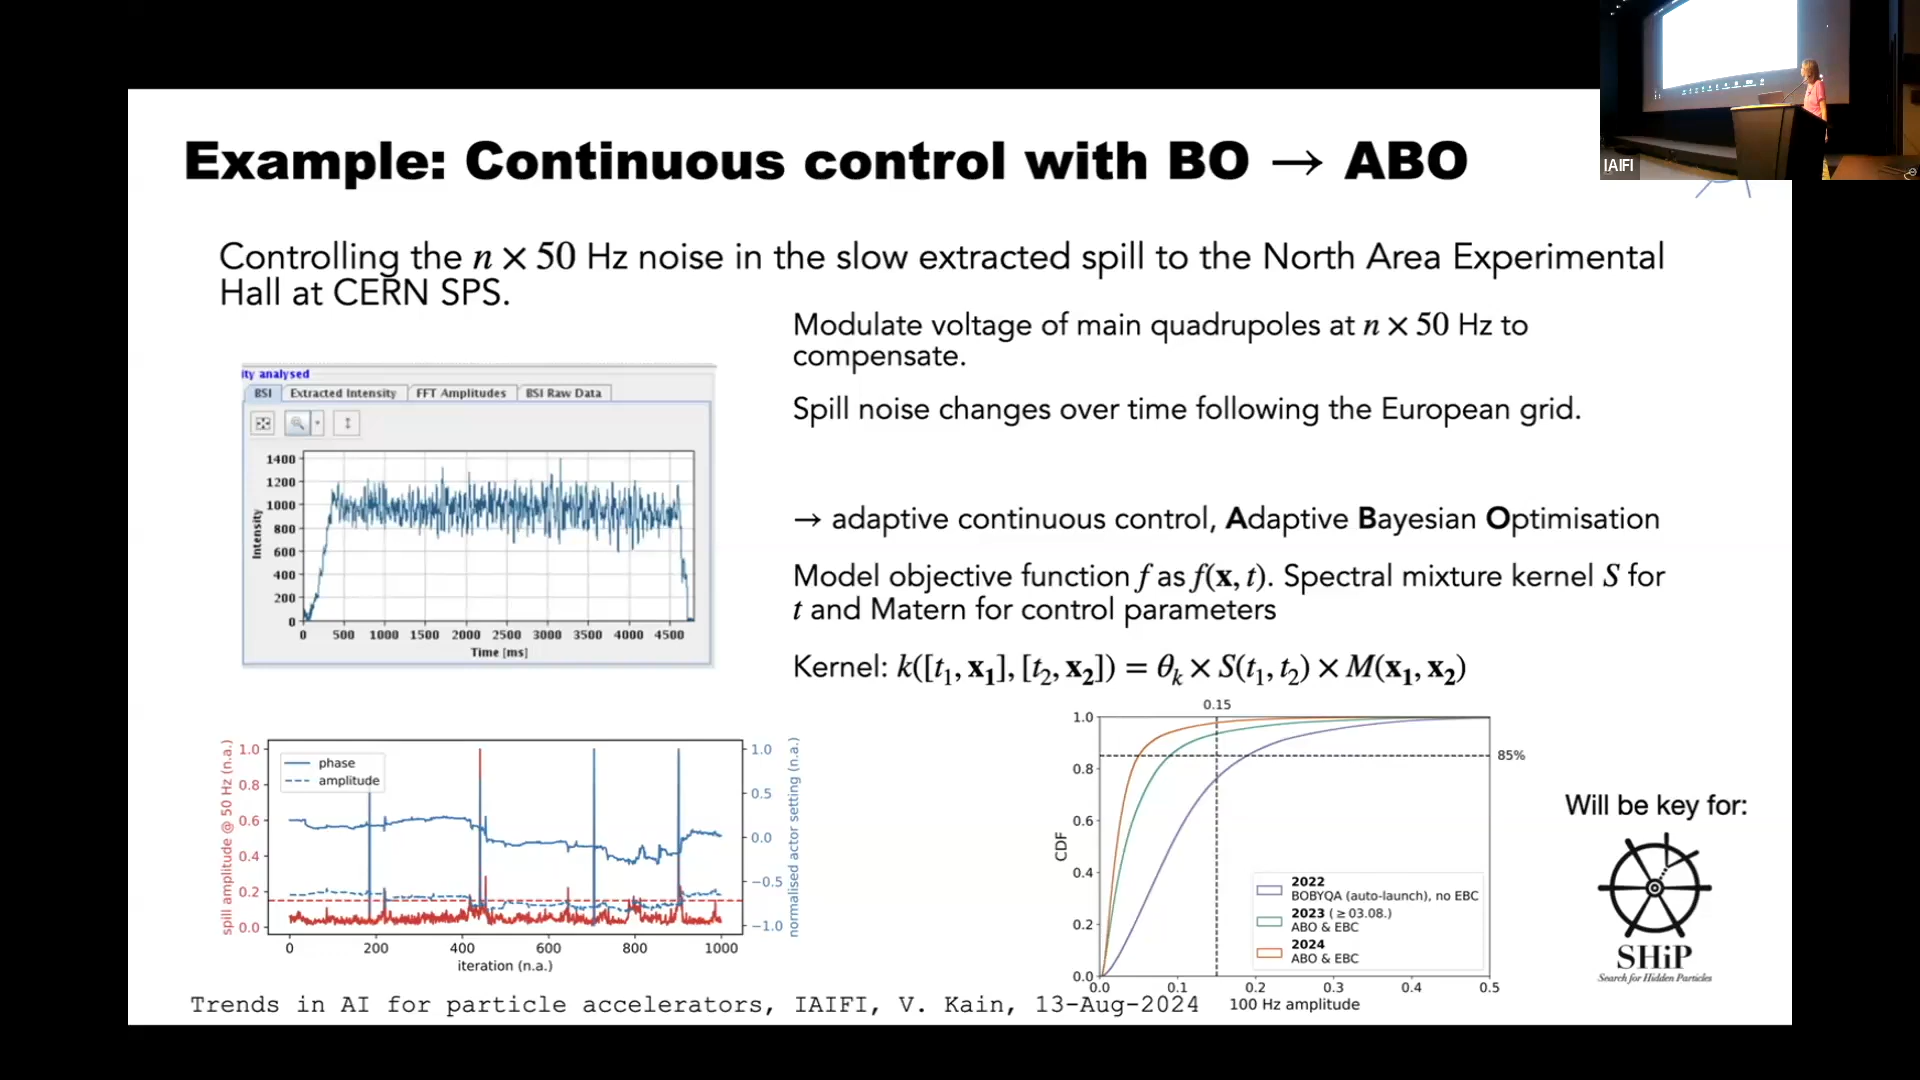 IAIFI
Example: Continuous control with BO → ABO
Controlling the n × 50 Hz noise in the slow extracted spill to the North Area Experimental
Hall at CERN SPS.
Modulate voltage of main quadrupoles at n × 50 Hz to
compensate.
Spill noise changes over time following the European grid.
→ adaptive continuous control, Adaptive Bayesian Optimisation
Model objective function f as f(x, t). Spectral mixture kernel S for
t and Matern for control parameters
Kernel: k([t1, x1], [t2, x2]) = θk × S(t1, t2) × M(x1, x2)
ity analysed
BSI Extracted Intensity FFT Amplitudes BSI Raw Data
1400
1200
1000
800
600
400
200
0
Intensity
0 500 1000 1500 2000 2500 3000 3500 4000 4500
Time [ms]
spill amplitude @ 50 Hz (n.a.)
1.0
0.8
0.6
0.4
0.2
0.0
phase
amplitude
1.0
0.5
0.0
−0.5
−1.0
normalised actor setting (n.a.)
0 200 400 600 800 1000
iteration (n.a.)
0.15
1.0
0.8
0.6
0.4
0.2
0.0
CDF
85%
2022
BOBYQA (auto-launch), no EBC
2023 (≥ 03.08.)
ABO & EBC
2024
ABO & EBC
0.0 0.1 0.2 0.3 0.4 0.5
100 Hz amplitude
Will be key for:
SHiP
Search for Hidden Particles
Trends in AI for particle accelerators, IAIFI, V. Kain, 13-Aug-2024